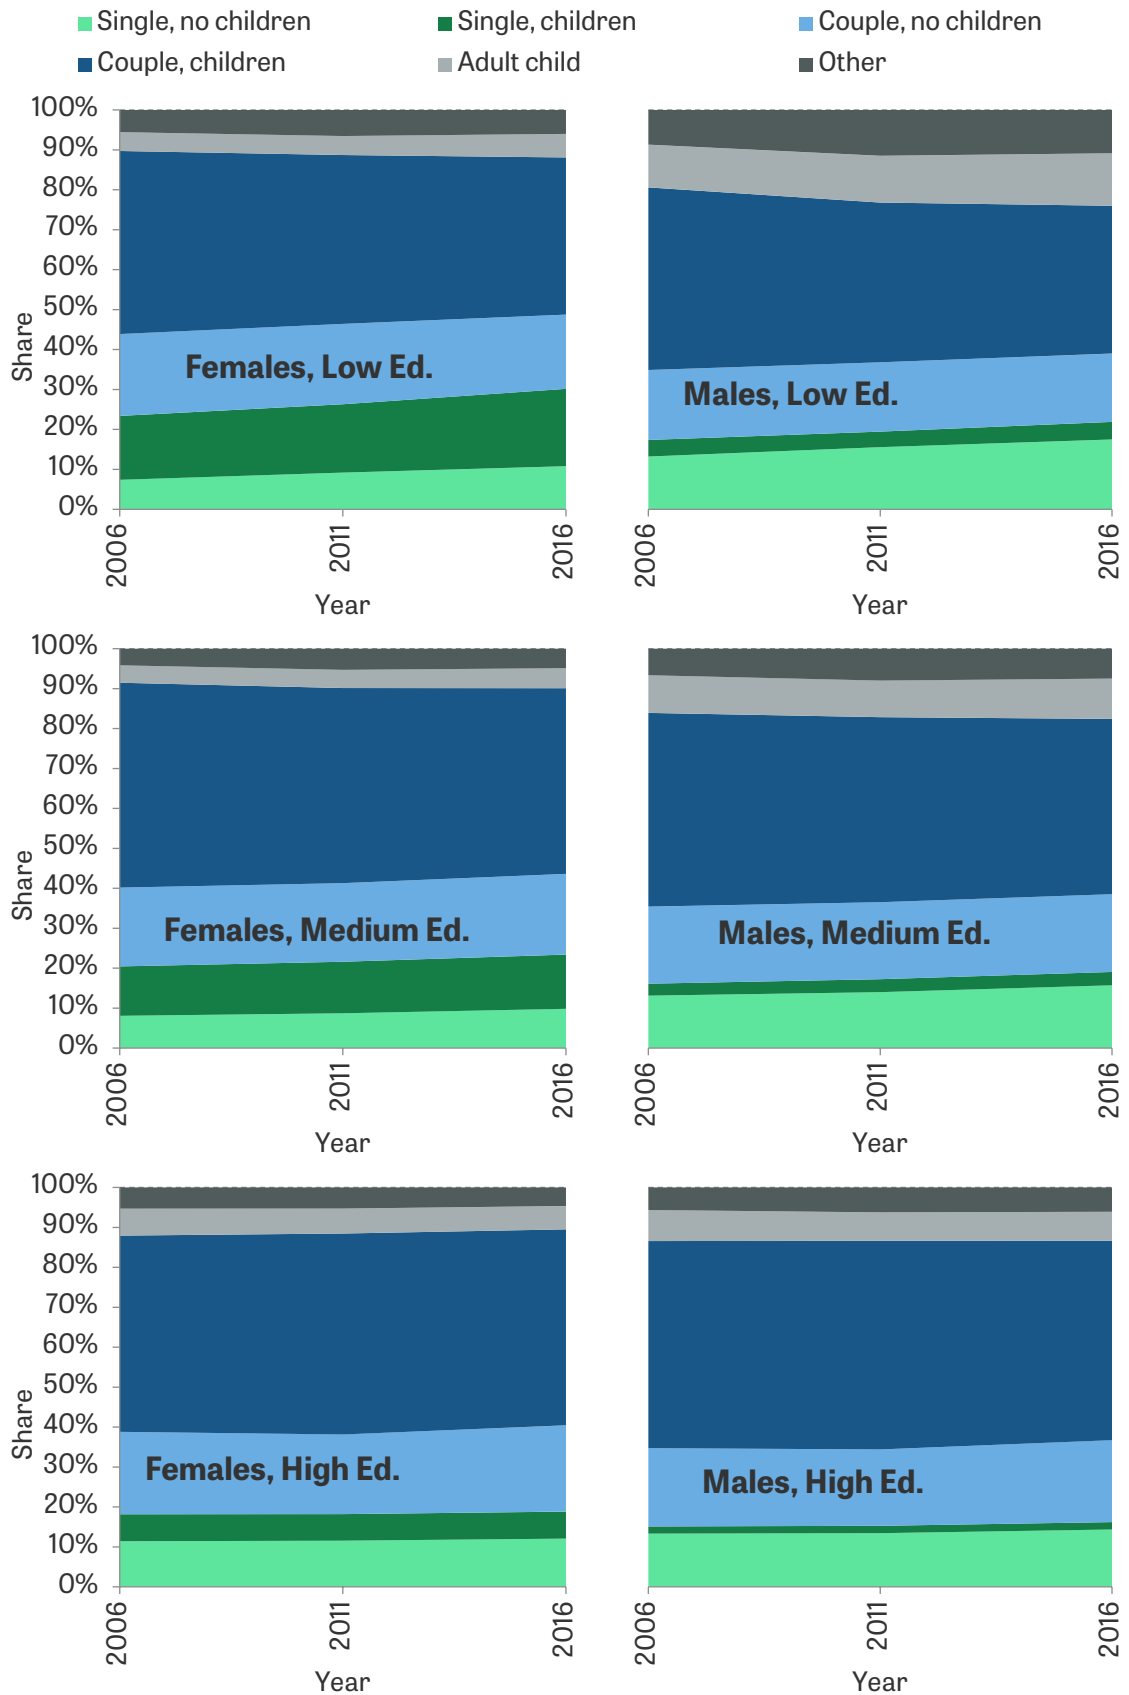 Single, no children
Single, children
Couple, no children
Couple, children
Adult child
Other
100%
90%
80%
70%
60%
50%
40%
30%
20%
10%
0%
Share
Females, Low Ed.
2006
2011
2016
Year
Males, Low Ed.
2006
2011
2016
Year
100%
90%
80%
70%
60%
50%
40%
30%
20%
10%
0%
Share
Females, Medium Ed.
2006
2011
2016
Year
Males, Medium Ed.
2006
2011
2016
Year
100%
90%
80%
70%
60%
50%
40%
30%
20%
10%
0%
Share
Females, High Ed.
2006
2011
2016
Year
Males, High Ed.
2006
2011
2016
Year